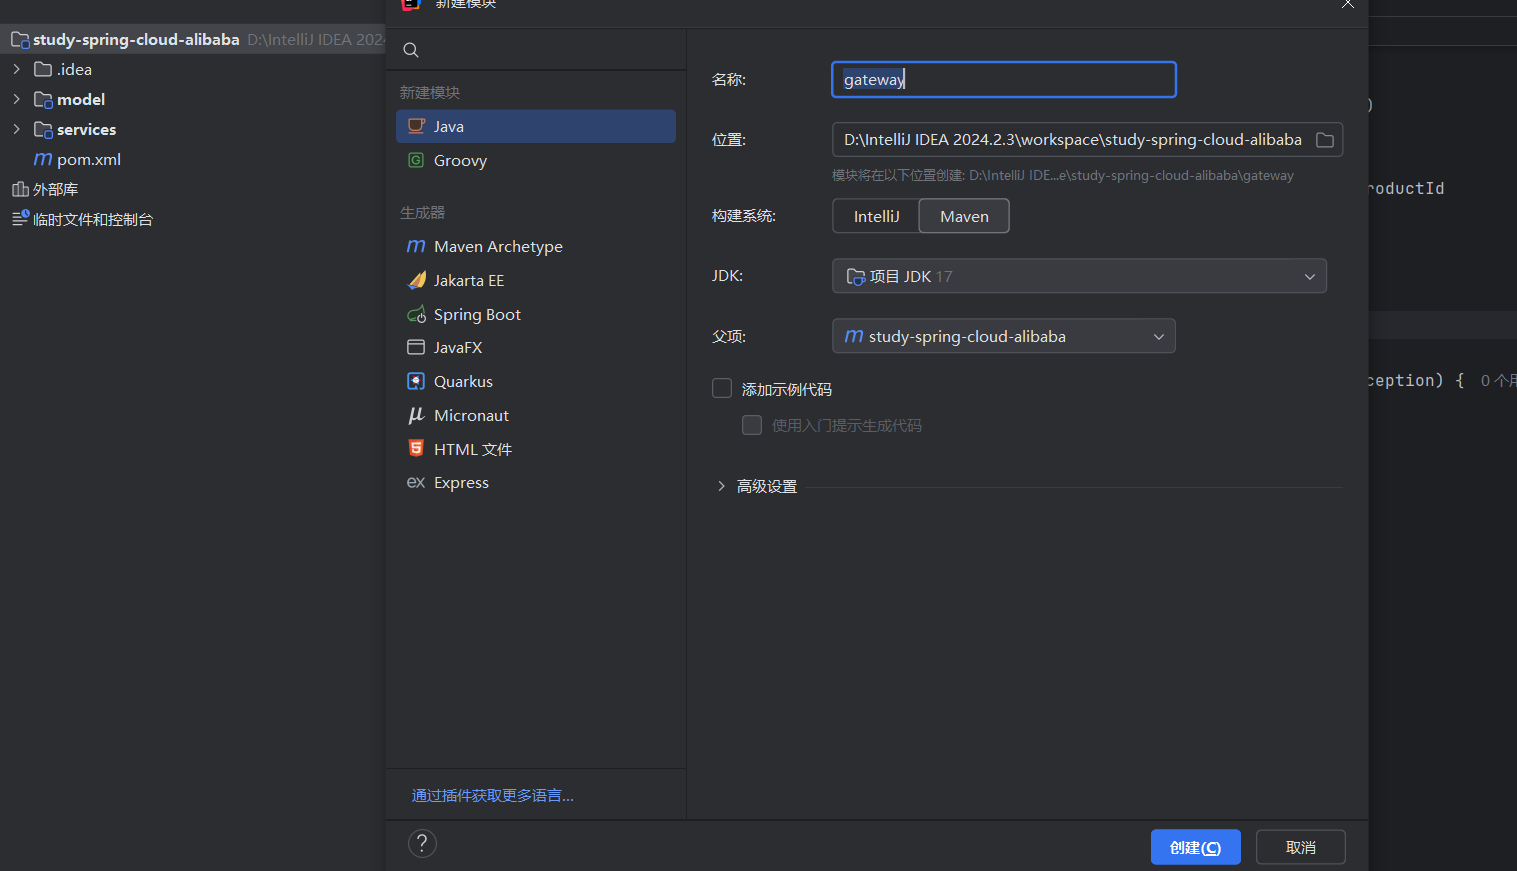 新建模块
study-spring-cloud-alibaba D:\IntelliJ IDEA 202
.idea
model
services
pom.xml
外部库
临时文件和控制台
新建模块
Java
Groovy
生成器
Maven Archetype
Jakarta EE
Spring Boot
JavaFX
Quarkus
Micronaut
HTML 文件
Express
通过插件获取更多语言...
名称:
gateway
位置:
D:\IntelliJ IDEA 2024.2.3\workspace\study-spring-cloud-alibaba
模块将在以下位置创建: D:\IntelliJ IDE...e\study-spring-cloud-alibaba\gateway
构建系统:
IntelliJ
Maven
JDK:
项目 JDK 17
父项:
study-spring-cloud-alibaba
添加示例代码
使用入门提示生成代码
高级设置
?
创建(C)
取消
)
roductId
ception) { 0 个用